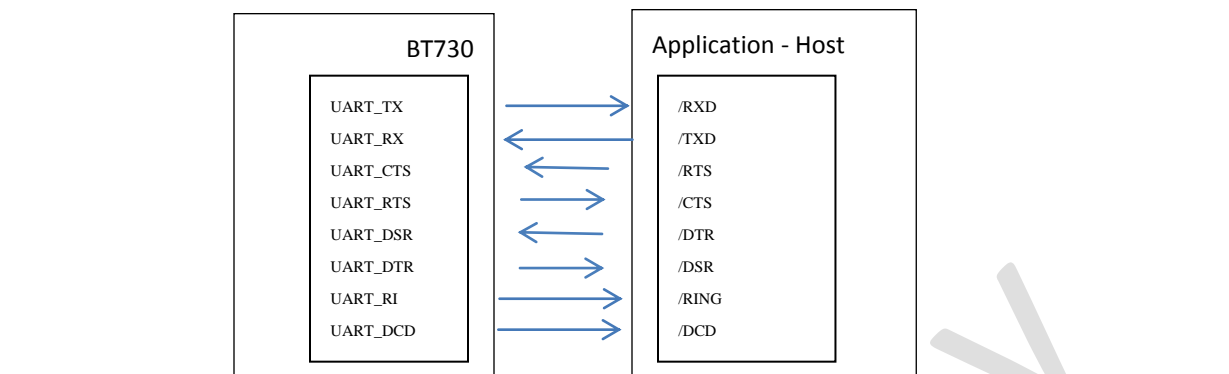 BT730
Application - Host
UART_TX /RXD
UART_RX /TXD
UART_CTS /RTS
UART_RTS /CTS
UART_DSR /DTR
UART_DTR /DSR
UART_RI /RING
UART_DCD /DCD